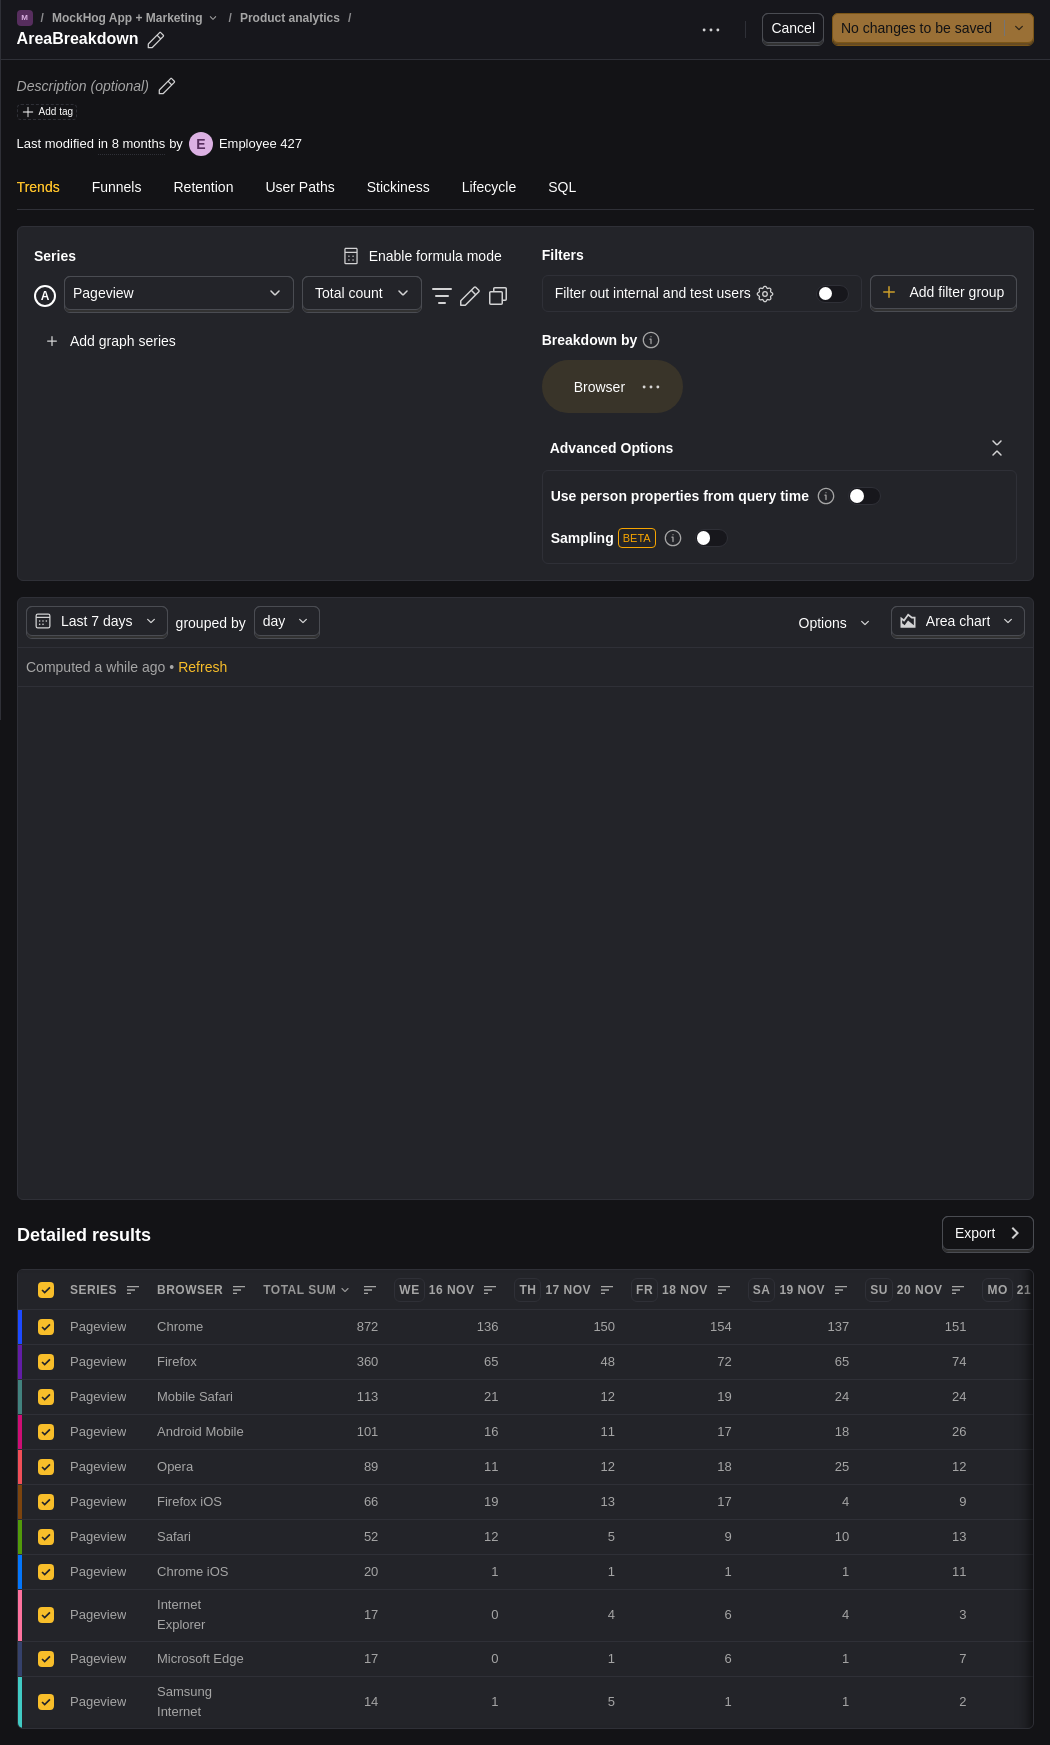 M / MockHog App + Marketing / Product analytics /
AreaBreakdown
Cancel
No changes to be saved
Description (optional)
Add tag
Last modified in 8 months by E Employee 427
Trends Funnels Retention User Paths Stickiness Lifecycle SQL
Series
Enable formula mode
A Pageview Total count
Add graph series
Filters
Filter out internal and test users
Add filter group
Breakdown by
Browser
Advanced Options
Use person properties from query time
Sampling BETA
Last 7 days grouped by day Options Area chart
Computed a while ago • Refresh
Detailed results
Export
SERIES BROWSER TOTAL SUM WE 16 NOV TH 17 NOV FR 18 NOV SA 19 NOV SU 20 NOV MO 21
Pageview Chrome 872 136 150 154 137 151
Pageview Firefox 360 65 48 72 65 74
Pageview Mobile Safari 113 21 12 19 24 24
Pageview Android Mobile 101 16 11 17 18 26
Pageview Opera 89 11 12 18 25 12
Pageview Firefox iOS 66 19 13 17 4 9
Pageview Safari 52 12 5 9 10 13
Pageview Chrome iOS 20 1 1 1 1 11
Pageview Internet Explorer 17 0 4 6 4 3
Pageview Microsoft Edge 17 0 1 6 1 7
Pageview Samsung Internet 14 1 5 1 1 2